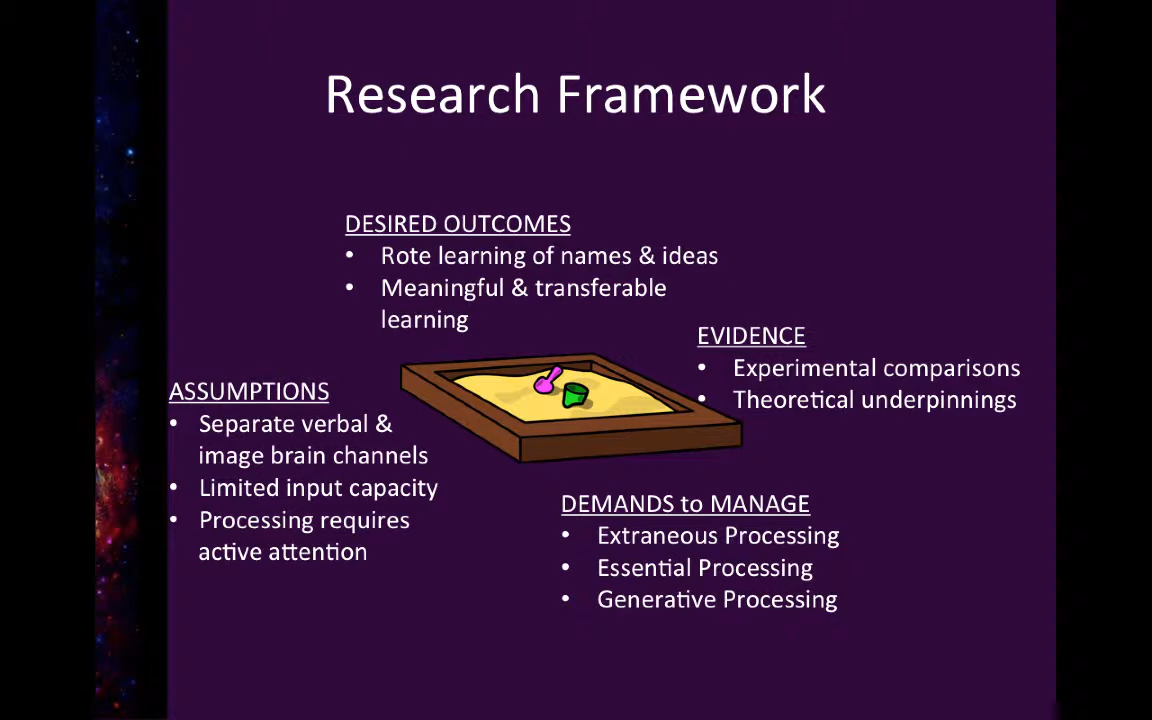 Research Framework
DESIRED OUTCOMES
• Rote learning of names & ideas
• Meaningful & transferable
learning
EVIDENCE
• Experimental comparisons
• Theoretical underpinnings
ASSUMPTIONS
• Separate verbal &
image brain channels
• Limited input capacity
• Processing requires
active attention
DEMANDS to MANAGE
• Extraneous Processing
• Essential Processing
• Generative Processing